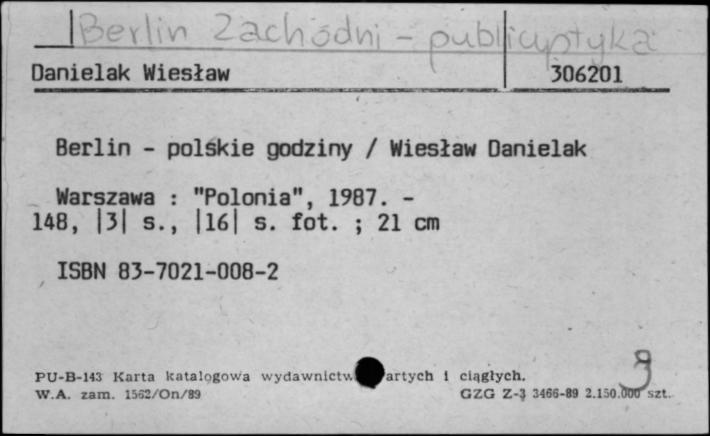 Berlin Zachodni - publicystyka
Danielak Wiesław 306201
Berlin - polskie godziny / Wiesław Danielak
Warszawa : "Polonia", 1987. -
148, |3| s., |16| s. fot. ; 21 cm
ISBN 83-7021-008-2
9
PU-B-143 Karta katalogowa wydawnictw artych i ciągłych.
W.A. zam. 1562/On/89 GZG Z-3 3466-89 2.150.000 szt.